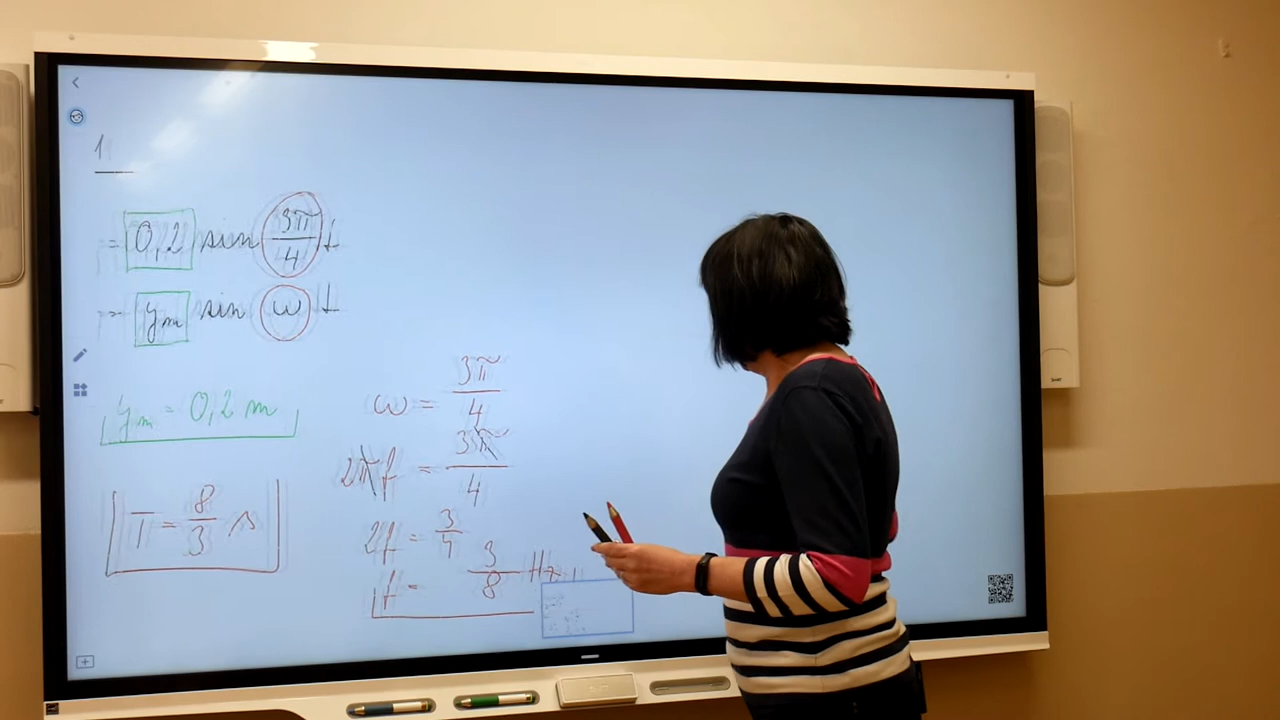 1
= 0,2 sin 3π/4 t
= ym sin ω t
ym = 0,2 m
T = 8/3 s
ω = 3π/4
2πf = 3π/4
2f = 3/4
f = 3/8 Hz